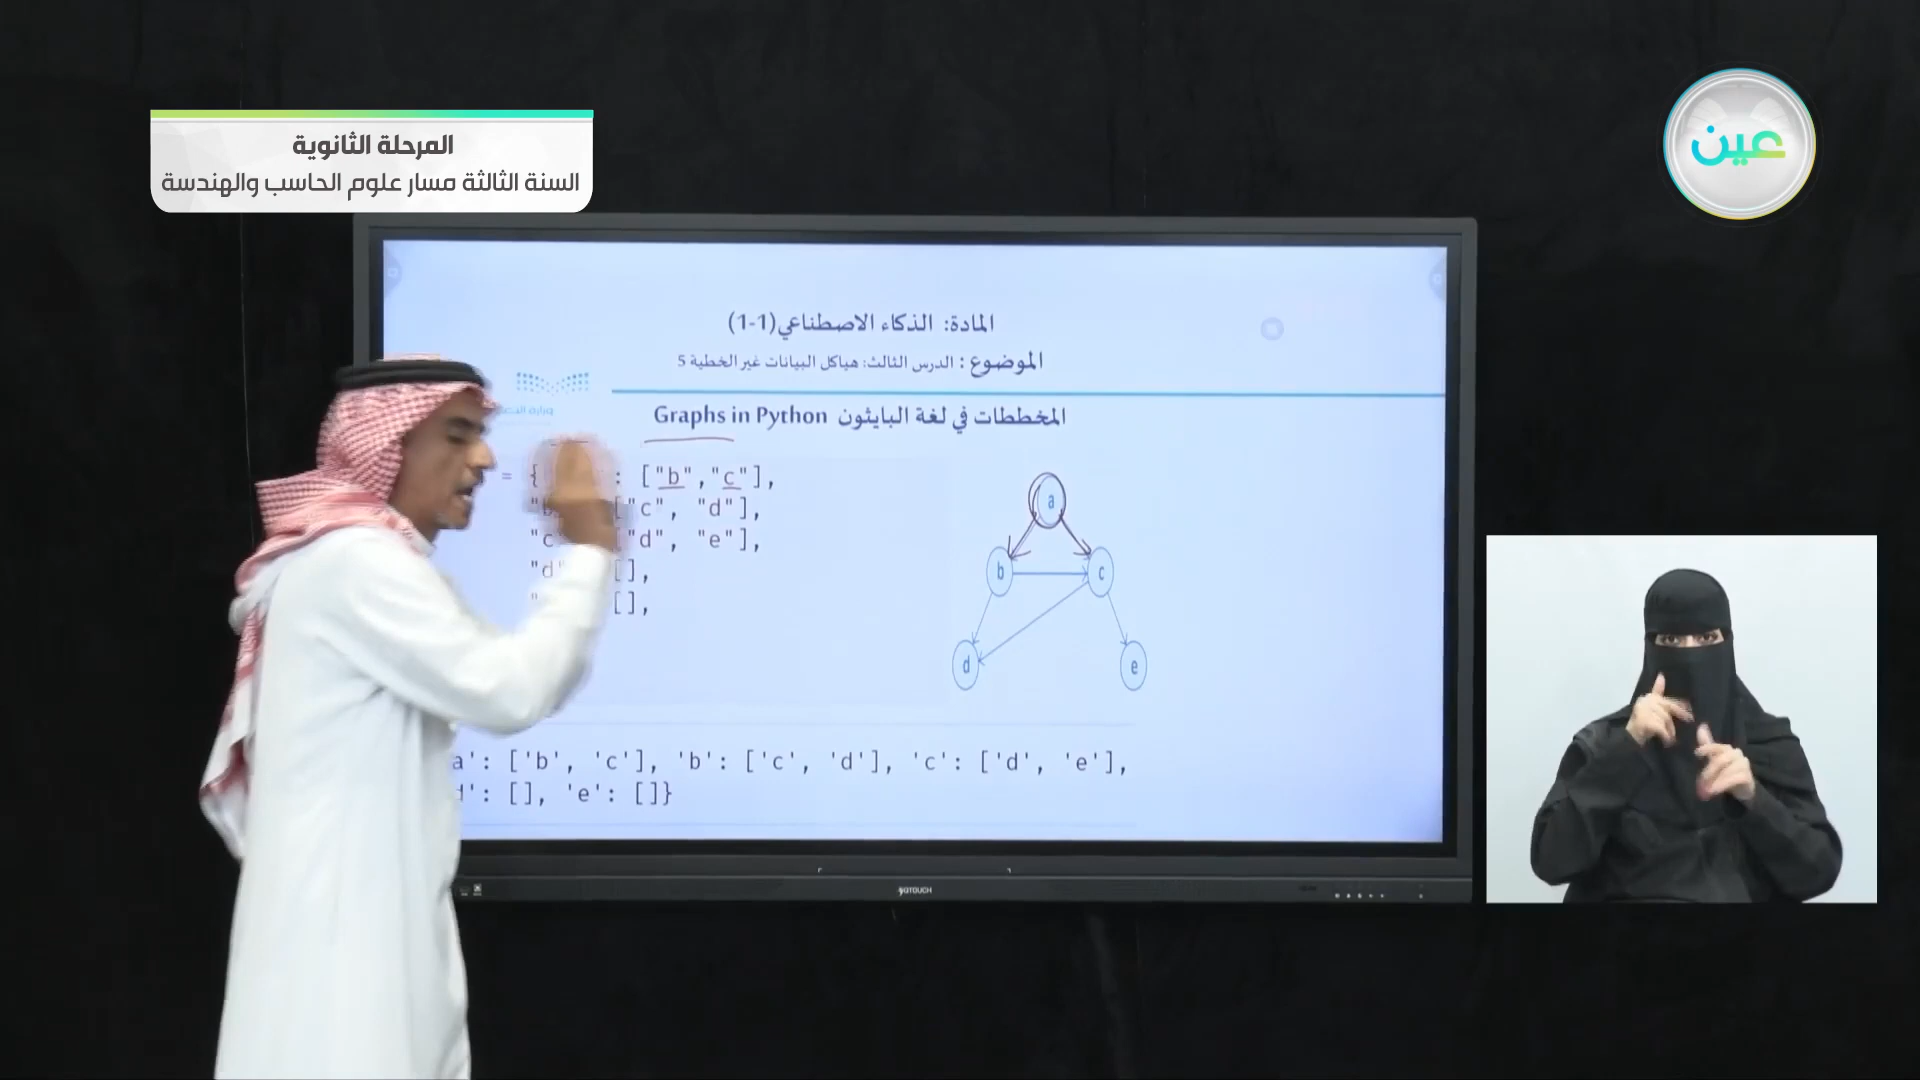 المرحلة الثانوية
السنة الثالثة مسار علوم الحاسب والهندسة
عين
المادة: الذكاء الاصطناعي(1-1)
الموضوع : الدرس الثالث: هياكل البيانات غير الخطية 5
المخططات في لغة البايثون Graphs in Python
= { : ["b","c"],
["c", "d"],
"c ["d", "e"],
"d" [],
" [],
a
b c
d e
a': ['b', 'c'], 'b': ['c', 'd'], 'c': ['d', 'e'],
d': [], 'e': []}